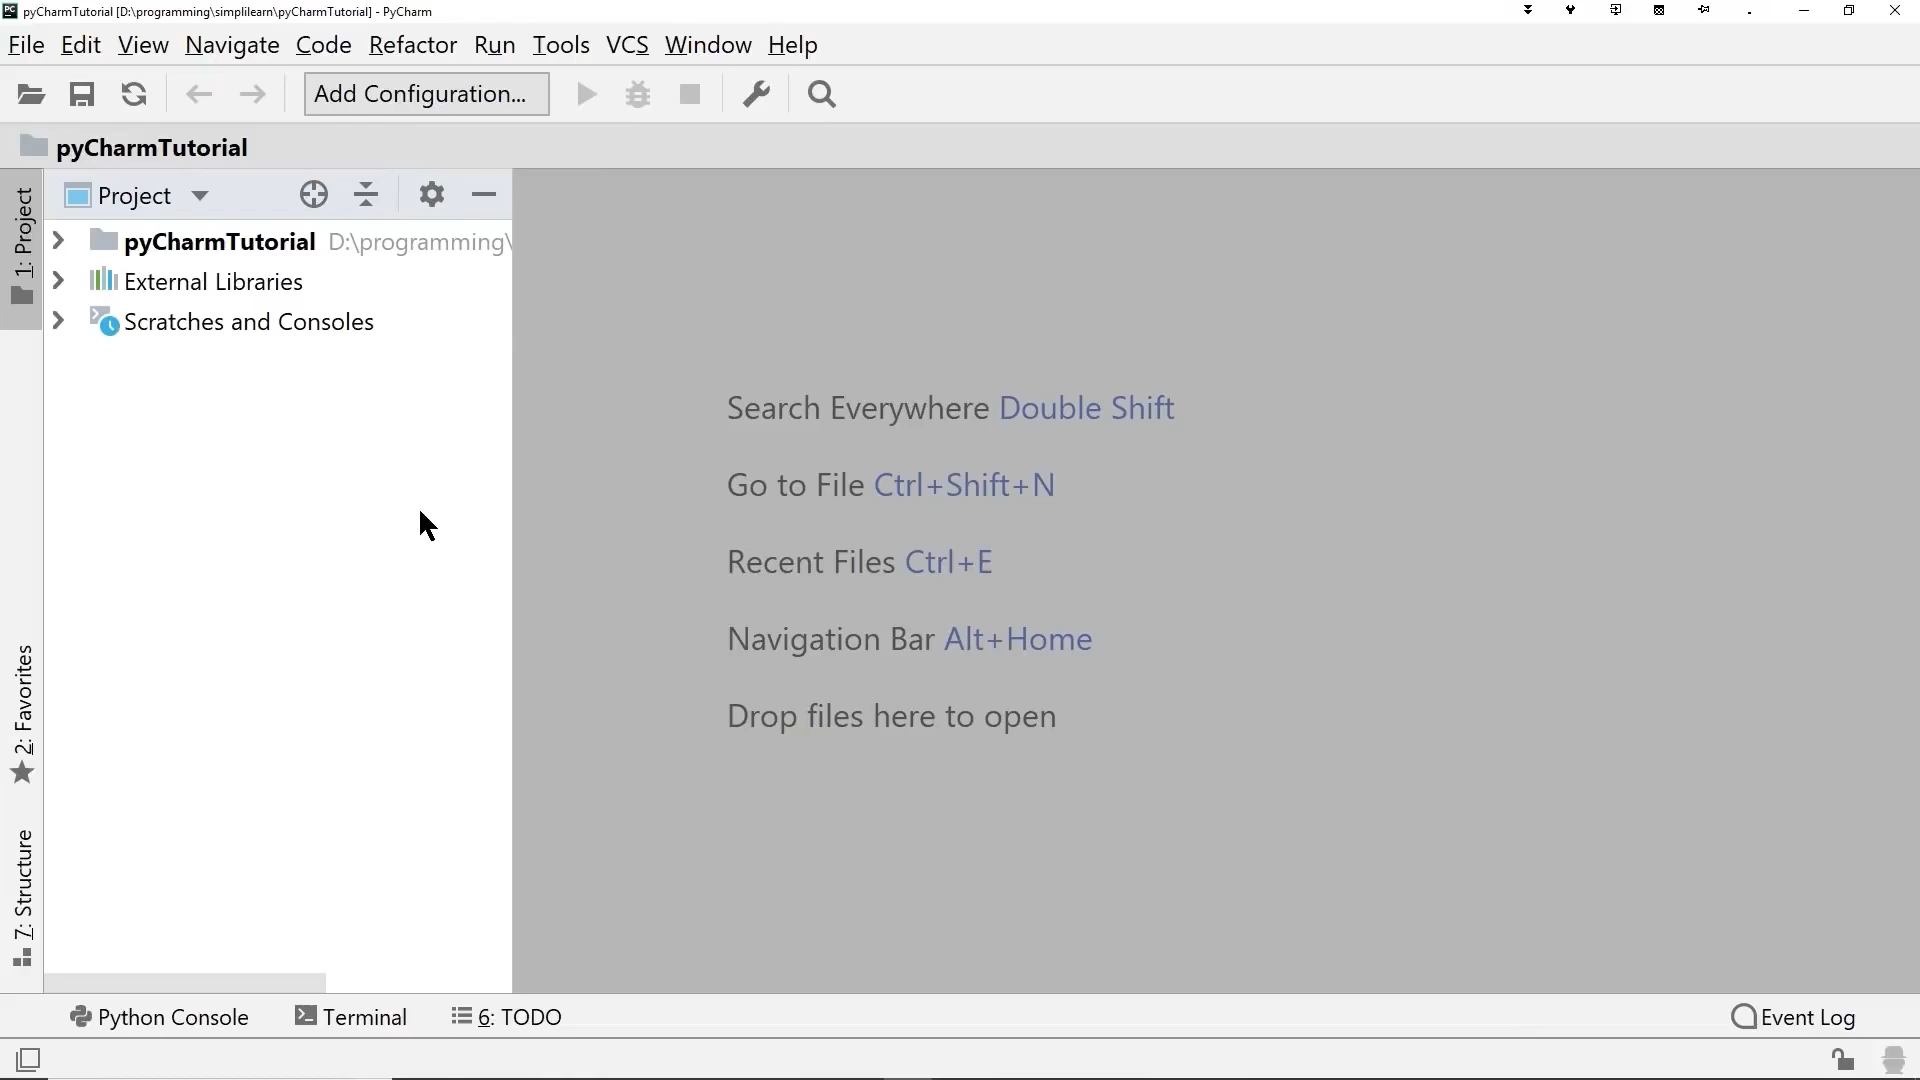 pyCharmTutorial [D:\programming\simplilearn\pyCharmTutorial] - PyCharm
File Edit View Navigate Code Refactor Run Tools VCS Window Help
Add Configuration...
pyCharmTutorial
1: Project
Project
pyCharmTutorial D:\programming\
External Libraries
Scratches and Consoles
Search Everywhere Double Shift
Go to File Ctrl+Shift+N
Recent Files Ctrl+E
Navigation Bar Alt+Home
Drop files here to open
2: Favorites
7: Structure
Python Console Terminal 6: TODO Event Log